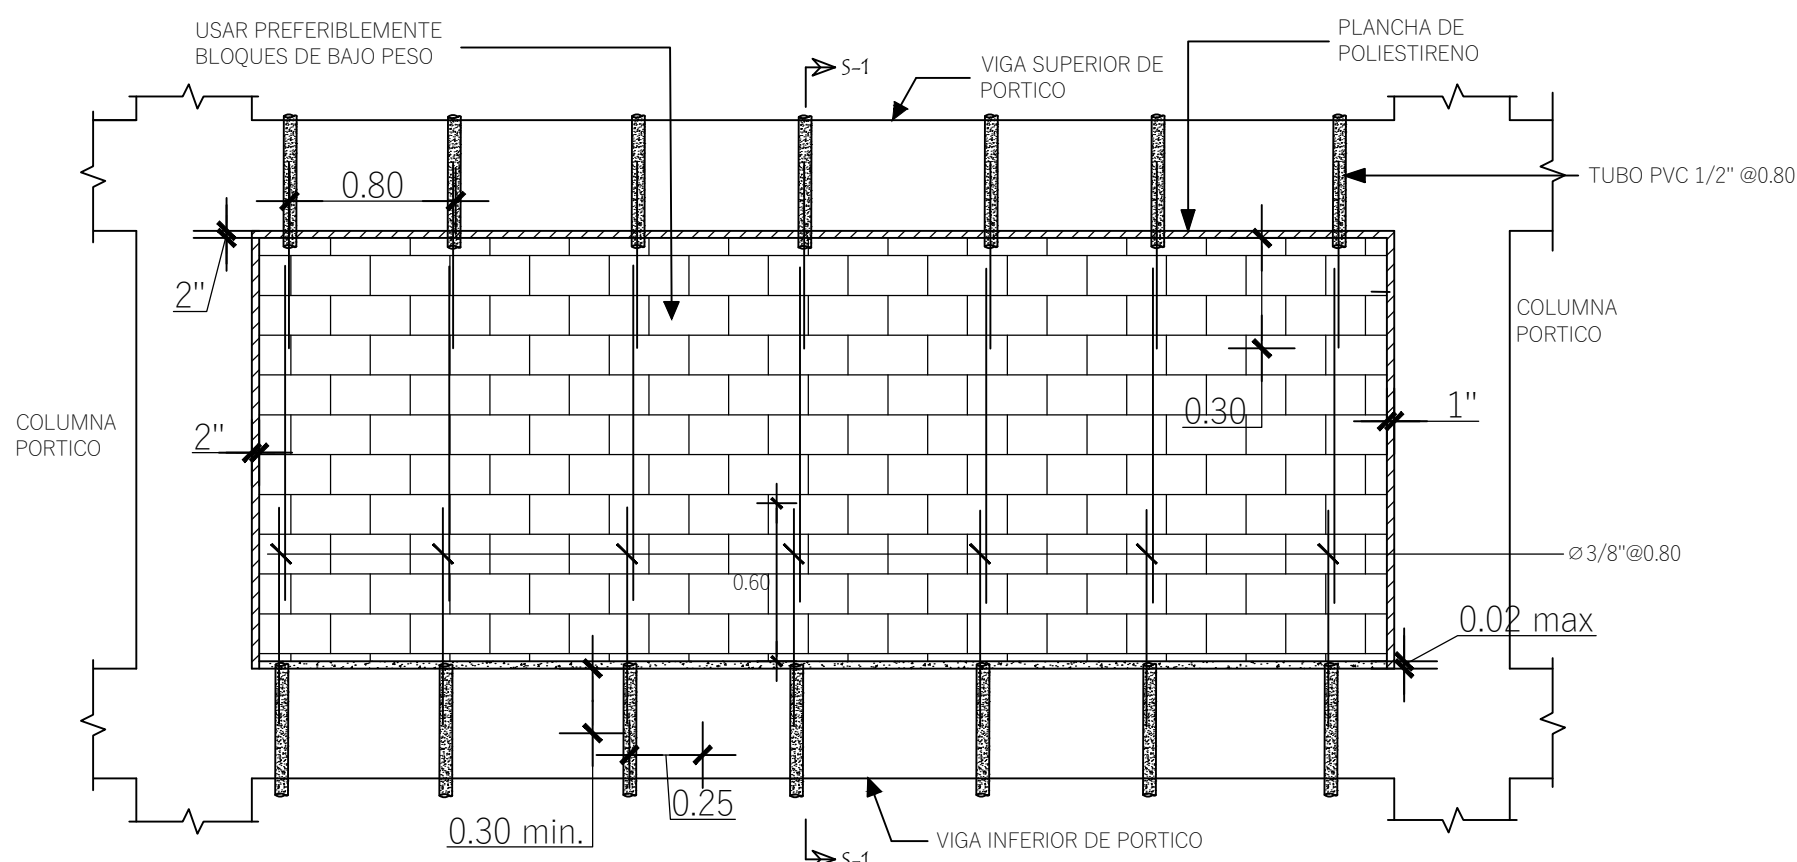 USAR PREFERIBLEMENTE
BLOQUES DE BAJO PESO
S-1
VIGA SUPERIOR DE
PORTICO
PLANCHA DE
POLIESTIRENO
TUBO PVC 1/2" @0.80
0.80
2"
COLUMNA
PORTICO
COLUMNA
PORTICO
2"
0.30
1"
0.60
Ø3/8"@0.80
0.02 max
0.25
0.30 min.
VIGA INFERIOR DE PORTICO
S-1